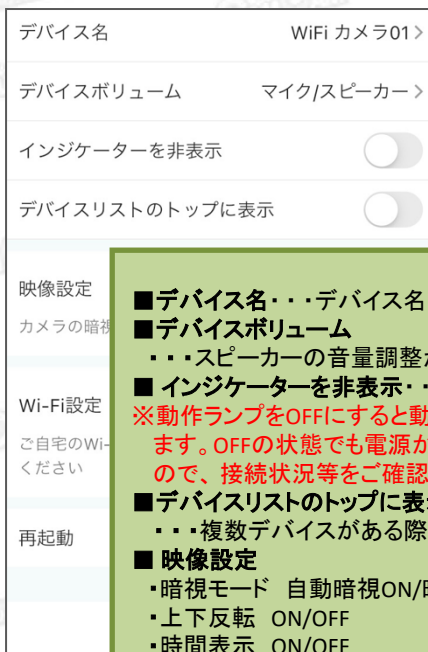 デバイス名 WiFi カメラ01 >
デバイスボリューム マイク/スピーカー >
インジケーターを非表示
デバイスリストのトップに表示
映像設定
カメラの暗視
Wi-Fi設定
ご自宅のWi-
ください
再起動
■デバイス名・・・デバイス名
■デバイスボリューム
・・・スピーカーの音量調整
■ インジケーターを非表示・・
※動作ランプをOFFにすると動
ます。OFFの状態でも電源が
ので、接続状況等をご確認
■デバイスリストのトップに表
・・・複数デバイスがある際
■ 映像設定
・暗視モード 自動暗視ON/
・上下反転 ON/OFF
・時間表示 ON/OFF